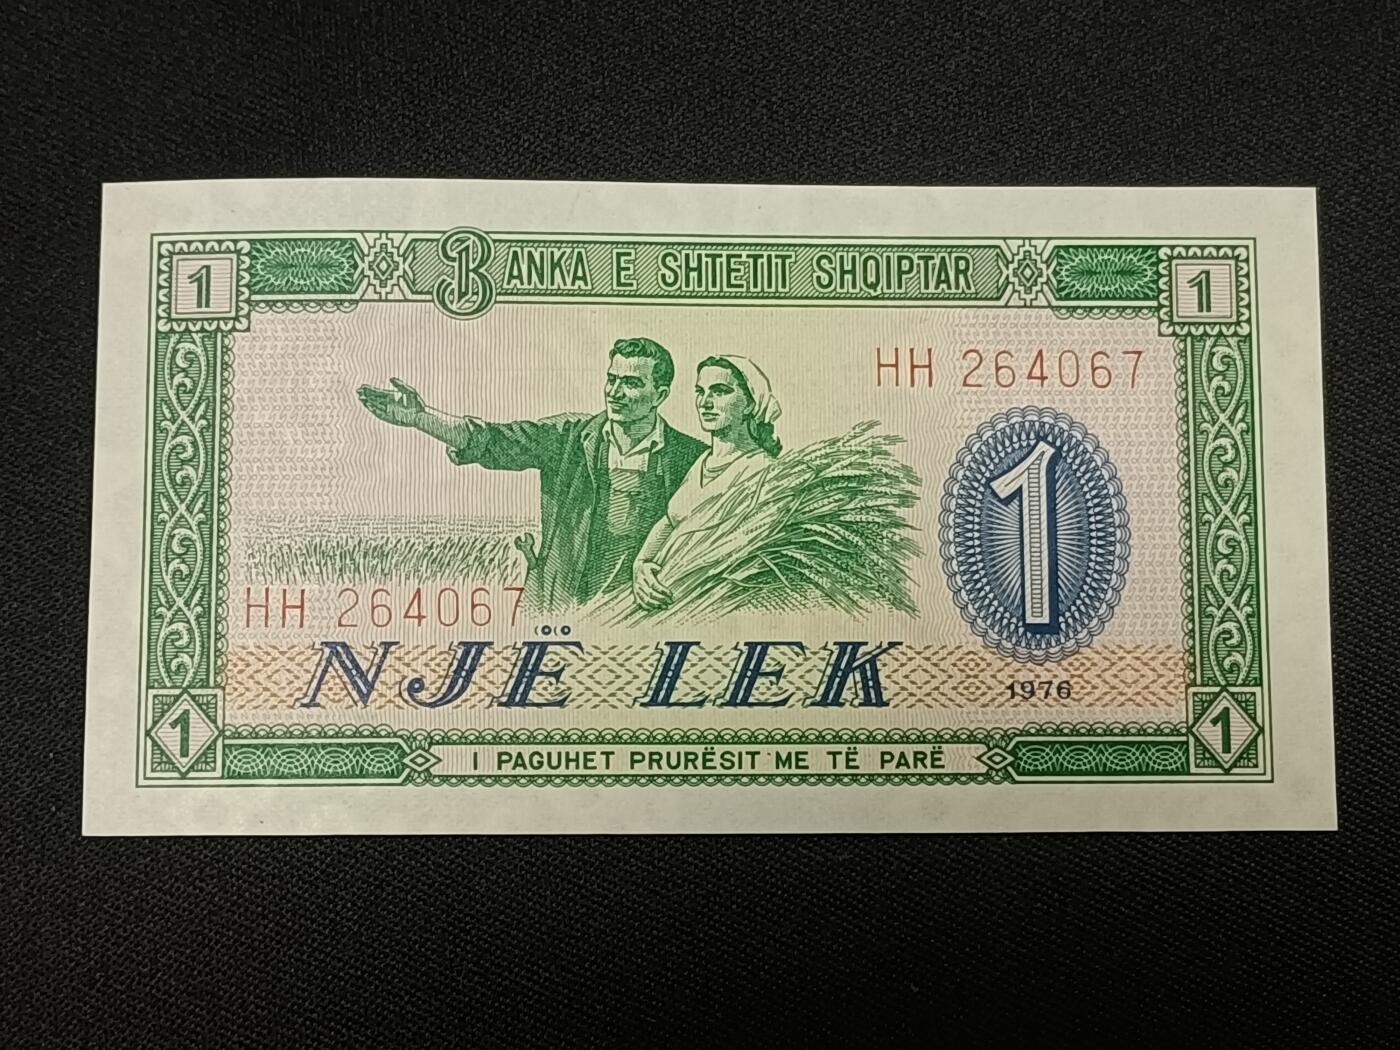 1 BANKA E SHTETIT SHQIPTAR 1
HH 264067
1
HH 264067
NJË LEK
1976
1 I PAGUHET PRURËSIT ME TË PARË 1